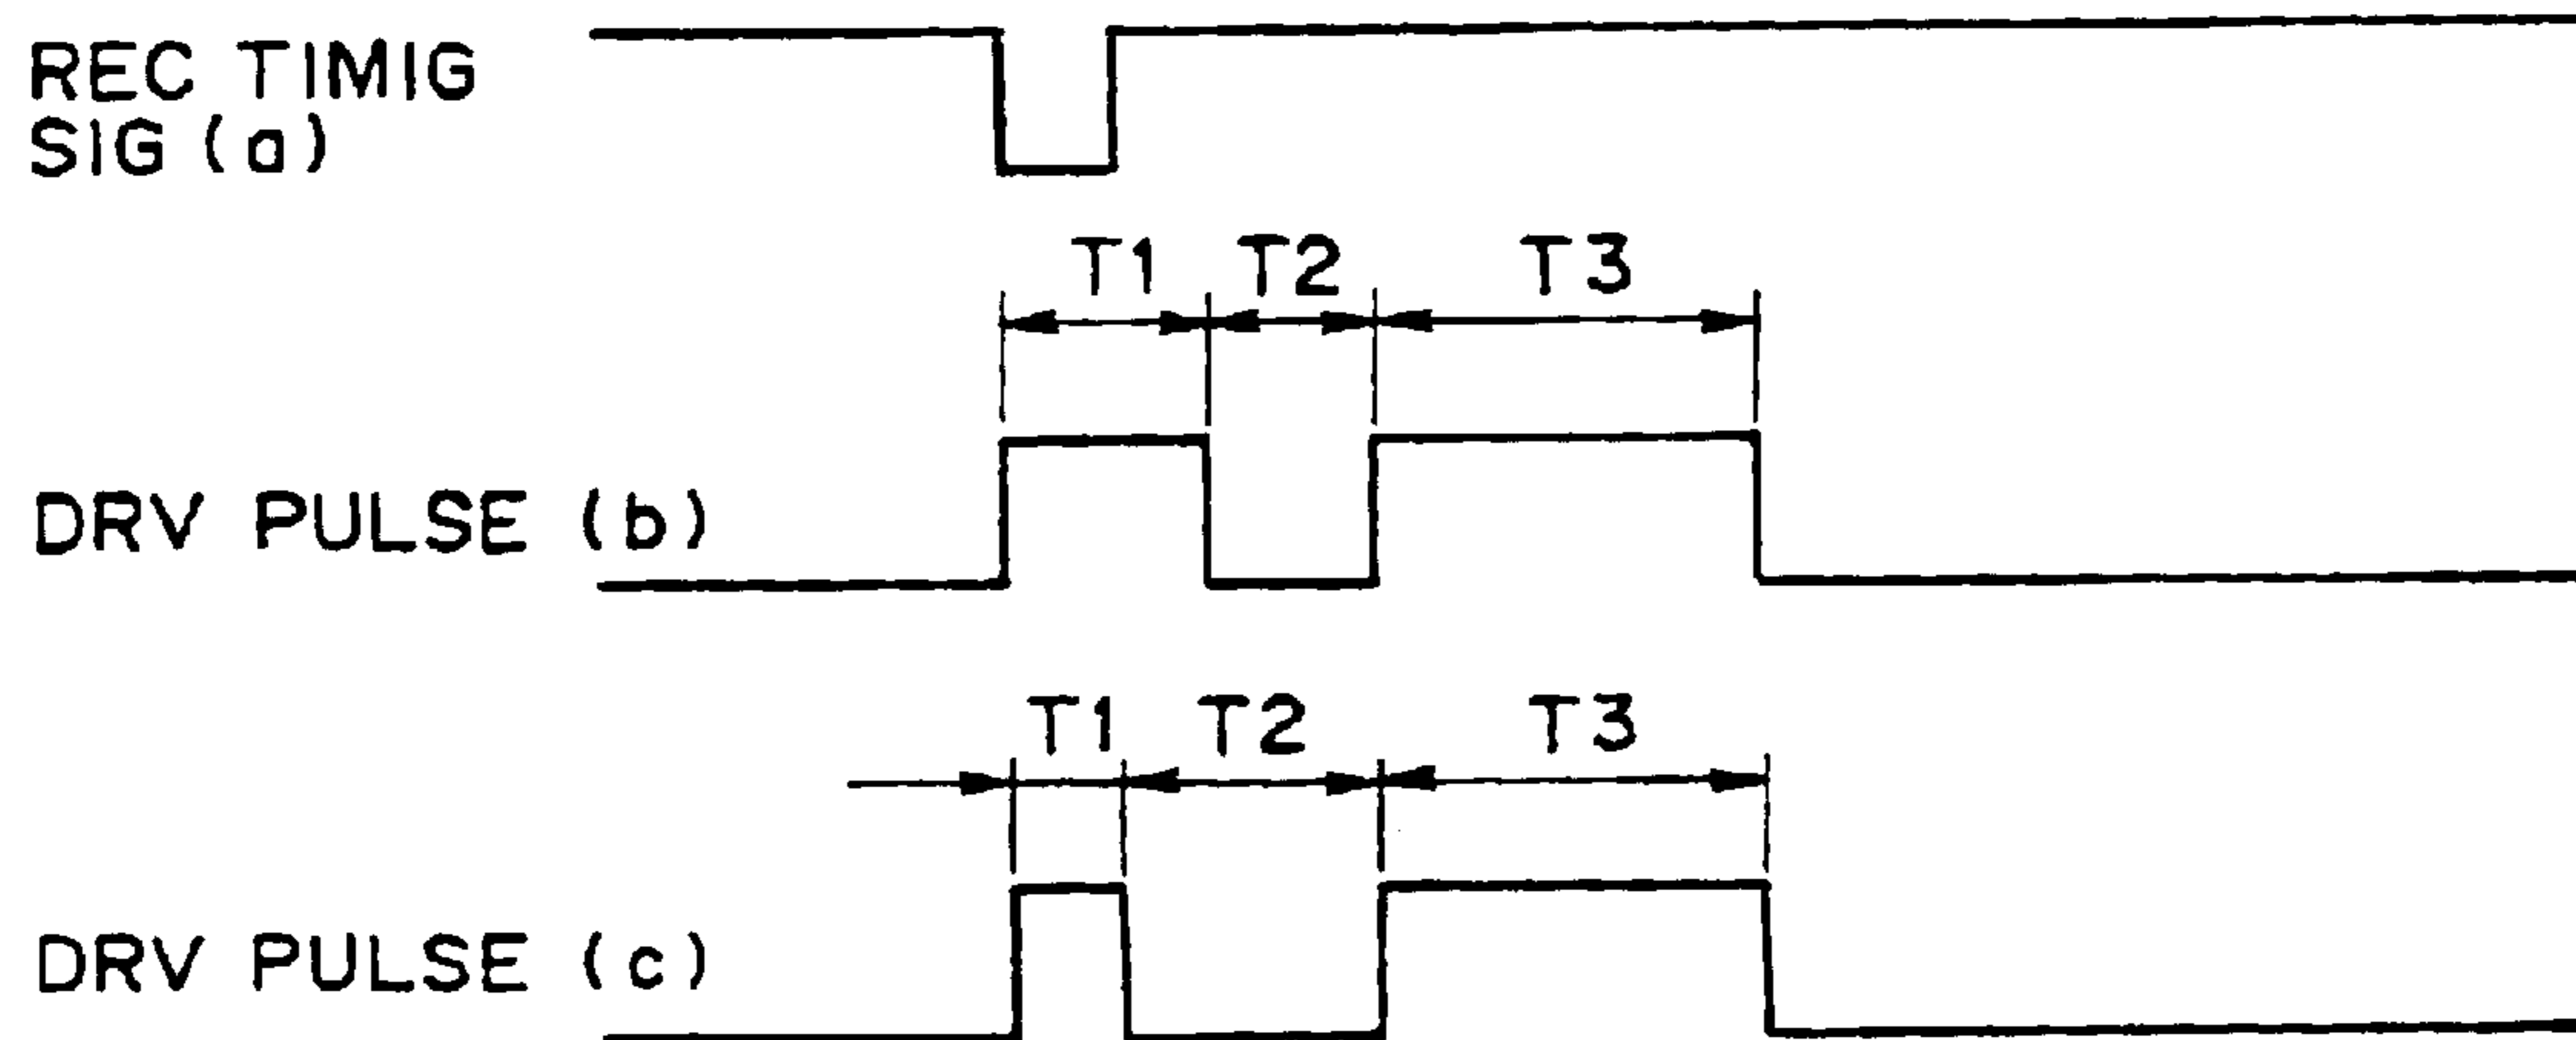 REC TIMIG
SIG (a)
T1 T2 T3
DRV PULSE (b)
T1 T2 T3
DRV PULSE (c)